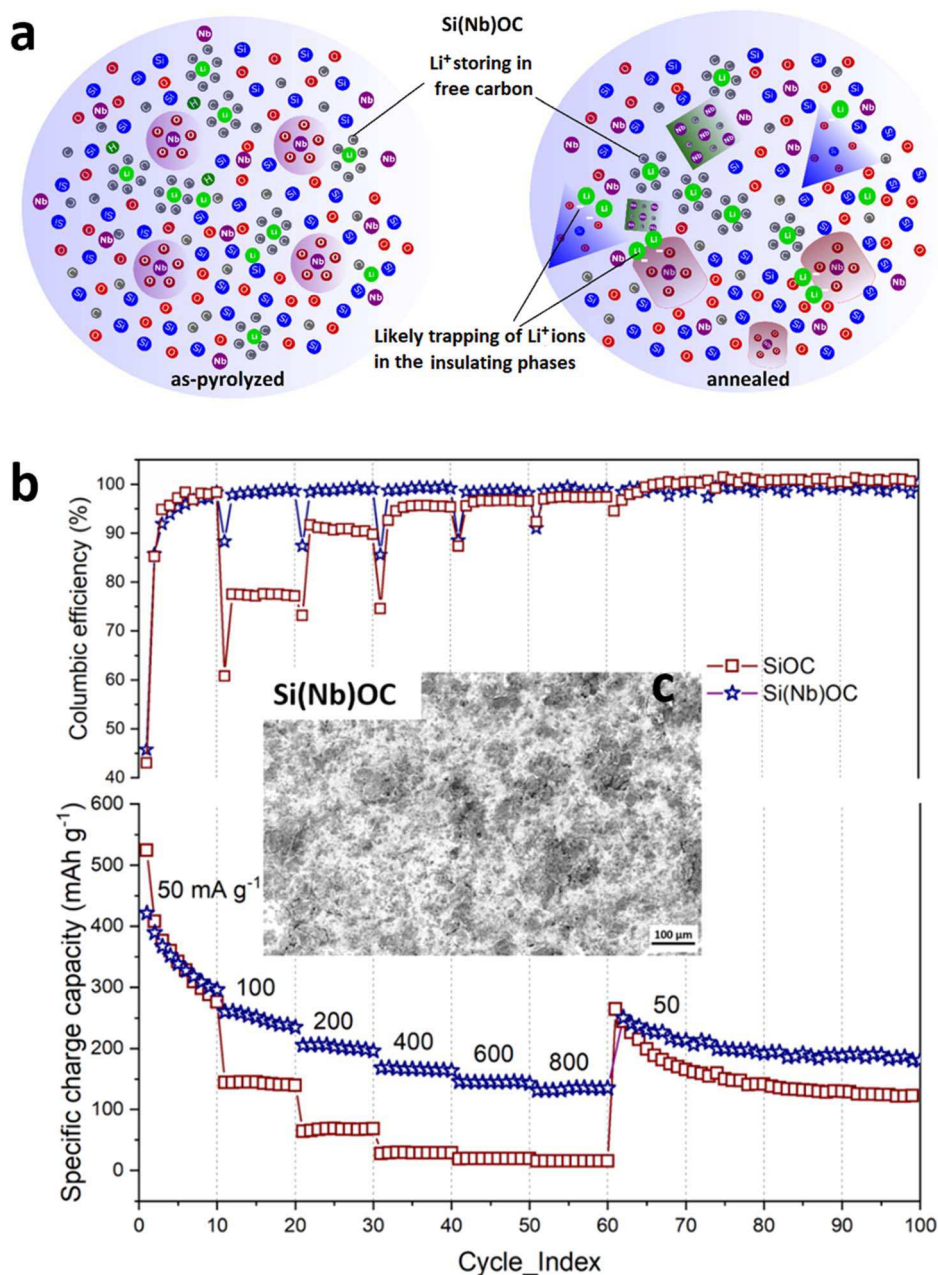 a
Si(Nb)OC
Li⁺ storing in
free carbon
Likely trapping of Li⁺ ions
in the insulating phases
as-pyrolyzed
annealed
b
Columbic efficiency (%)
100
90
80
70
60
50
40
Si(Nb)OC
c
SiOC
Si(Nb)OC
100 µm
Specific charge capacity (mAh g⁻¹)
600
500
400
300
200
100
0
50 mA g⁻¹
100
200
400
600
800
50
0 10 20 30 40 50 60 70 80 90 100
Cycle_Index